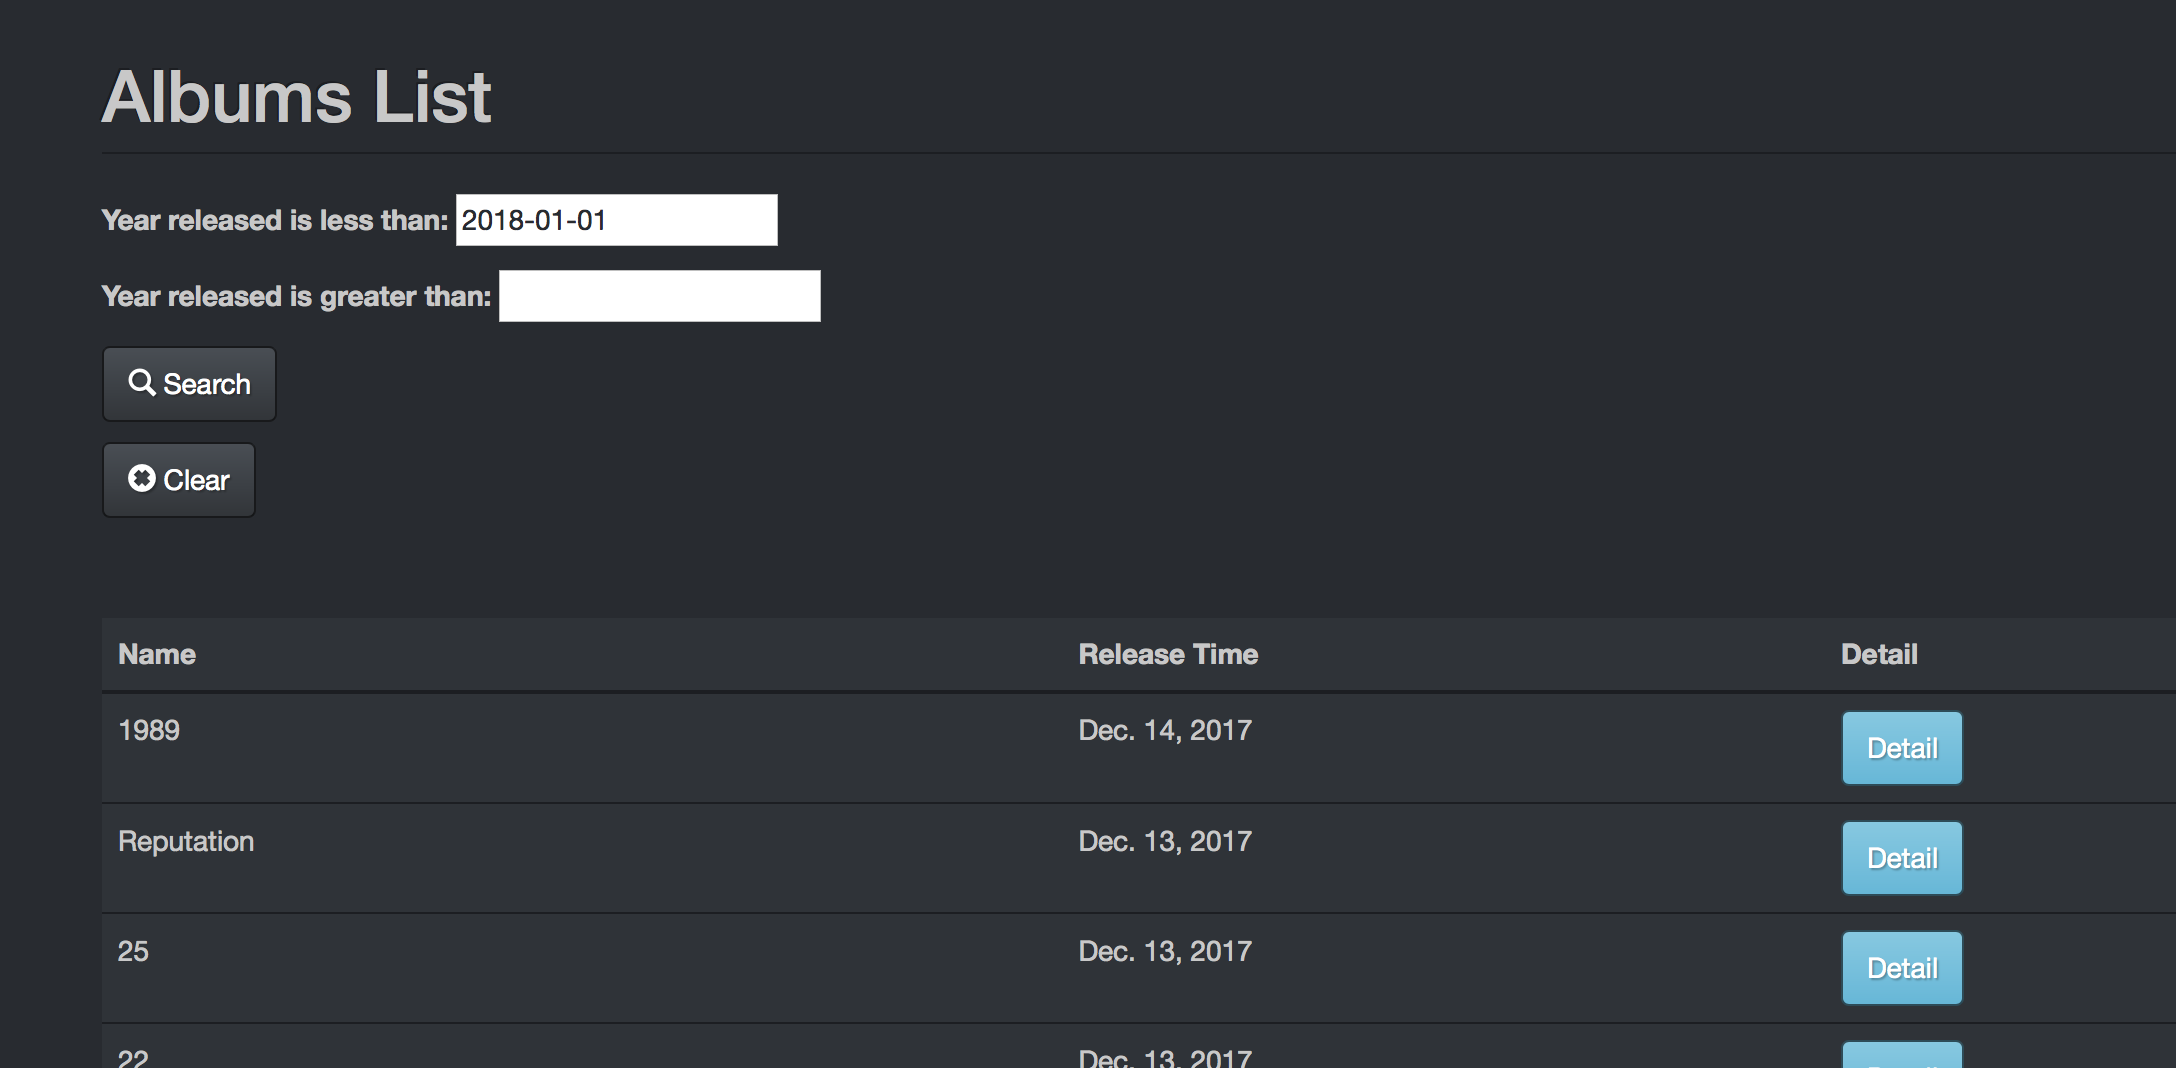 Albums List
Year released is less than: 2018-01-01
Year released is greater than:
Search
Clear
Name Release Time Detail
1989 Dec. 14, 2017 Detail
Reputation Dec. 13, 2017 Detail
25 Dec. 13, 2017 Detail
22 Dec. 13, 2017